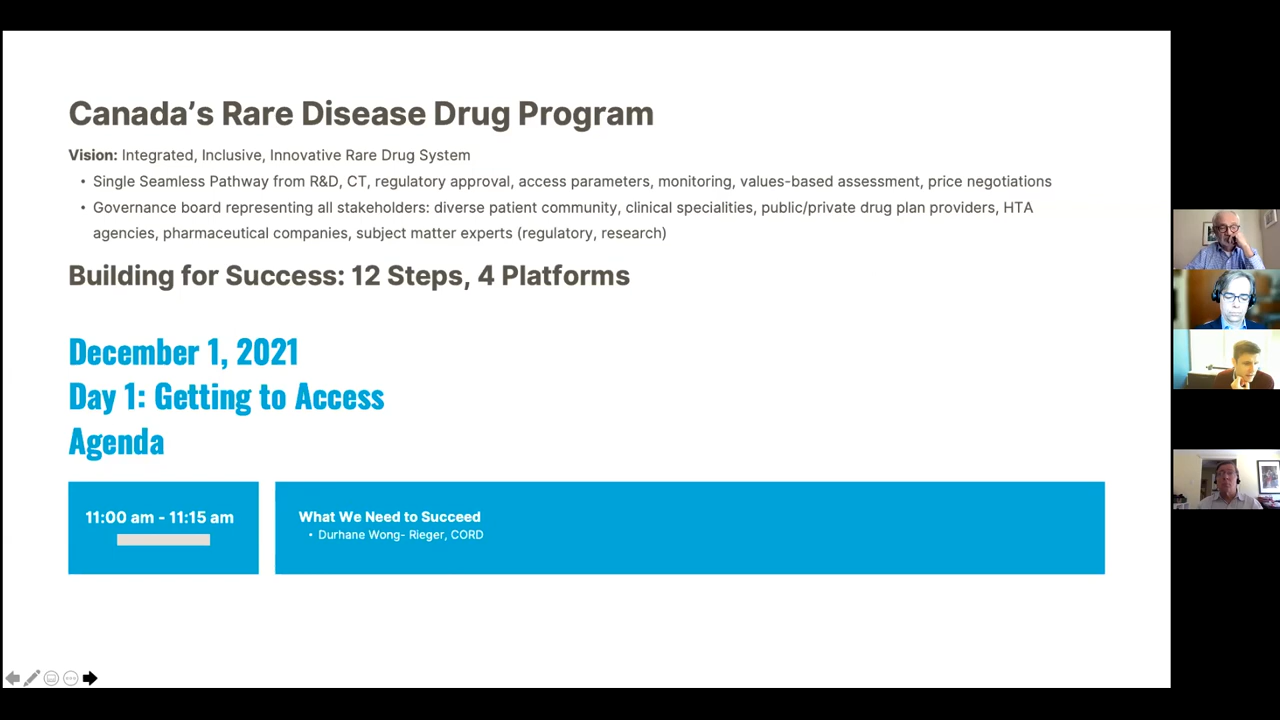 Canada's Rare Disease Drug Program
Vision: Integrated, Inclusive, Innovative Rare Drug System
• Single Seamless Pathway from R&D, CT, regulatory approval, access parameters, monitoring, values-based assessment, price negotiations
• Governance board representing all stakeholders: diverse patient community, clinical specialities, public/private drug plan providers, HTA
agencies, pharmaceutical companies, subject matter experts (regulatory, research)
Building for Success: 12 Steps, 4 Platforms
December 1, 2021
Day 1: Getting to Access
Agenda
11:00 am - 11:15 am
What We Need to Succeed
• Durhane Wong- Rieger, CORD